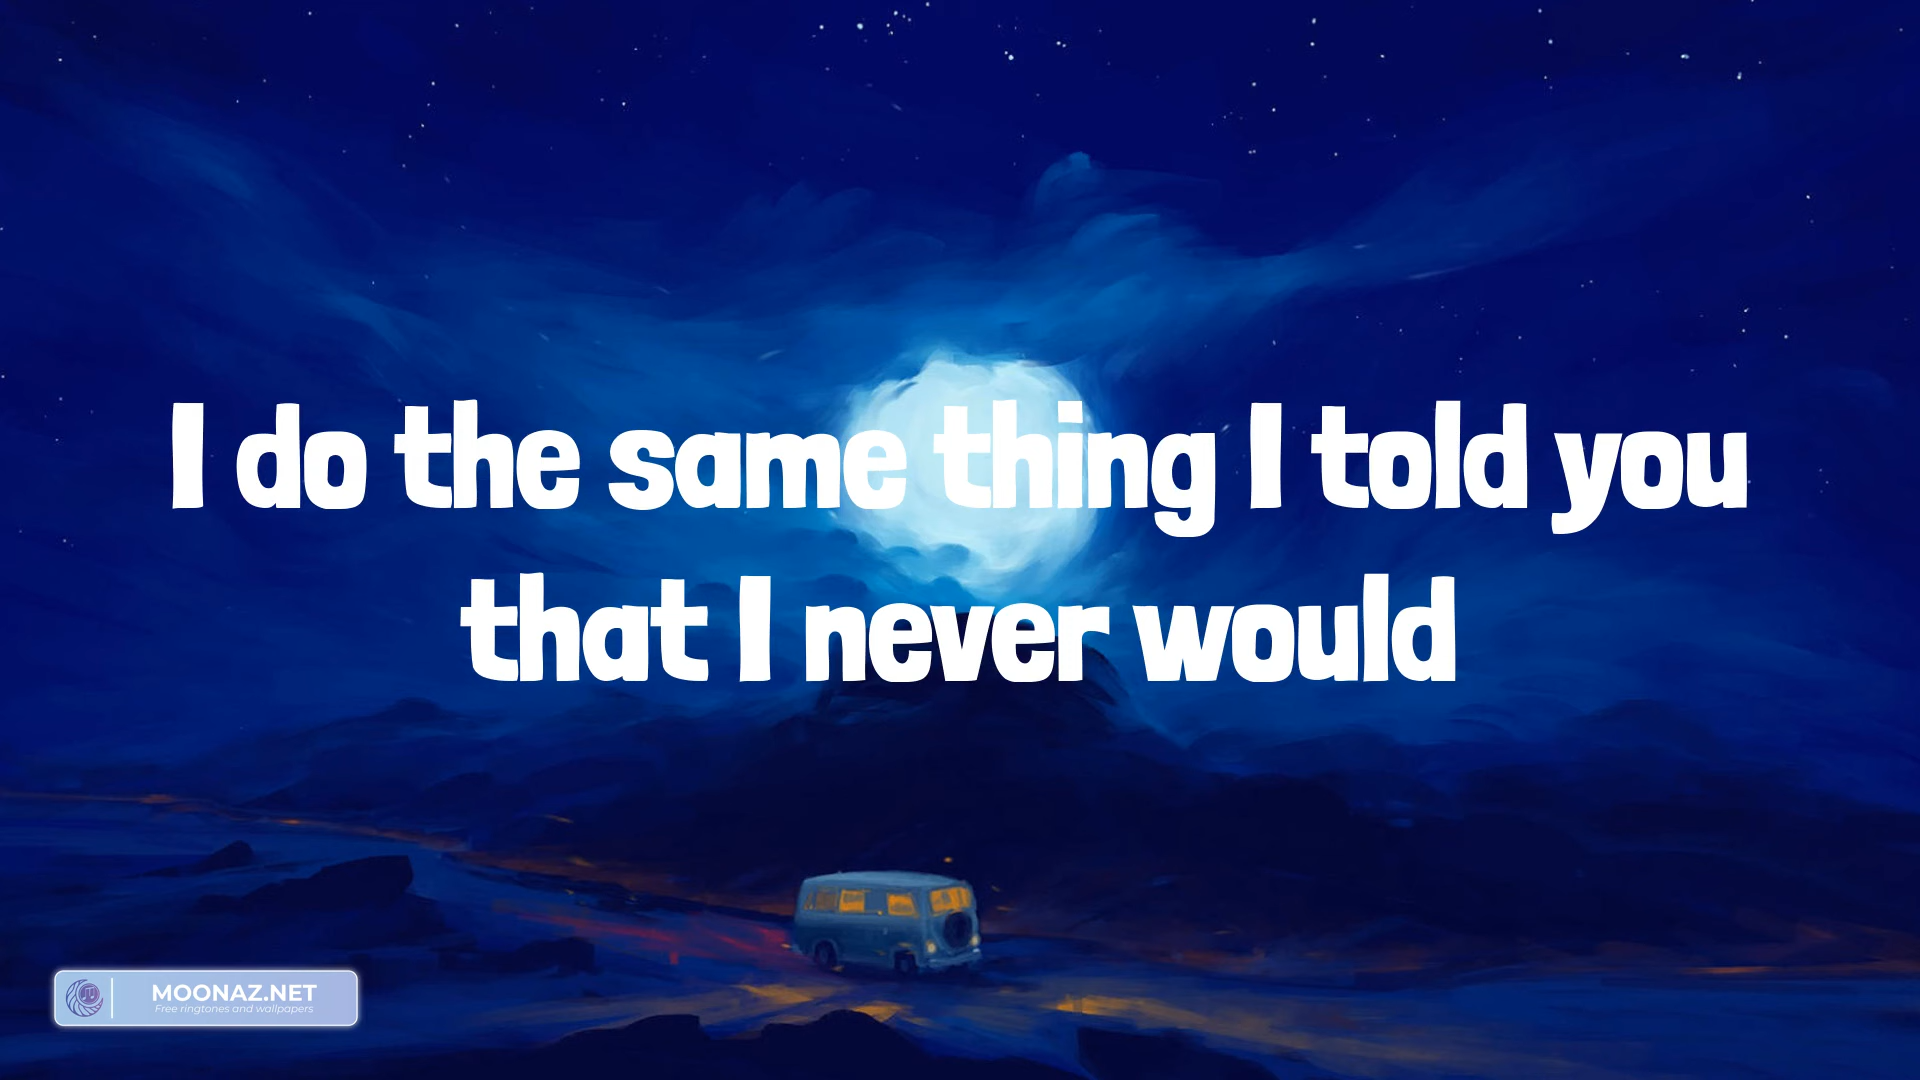 I do the same thing I told you
that I never would
MOONAZ.NET
Free ringtones and wallpapers